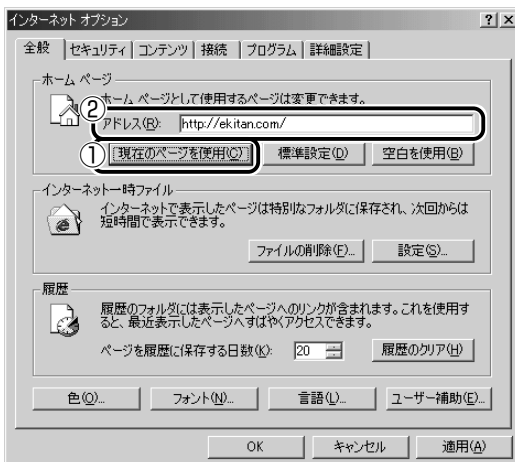 インターネット オプション
全般 セキュリティ コンテンツ 接続 プログラム 詳細設定
ホーム ページ
ホーム ページとして使用するページは変更できます。
② アドレス(R): http://ekitan.com/
① 現在のページを使用(C) 標準設定(D) 空白を使用(B)
インターネット一時ファイル
インターネットで表示したページは特別なフォルダに保存され、次回からは
短時間で表示できます。
ファイルの削除(F)... 設定(S)...
履歴
履歴のフォルダには表示したページへのリンクが含まれます。これを使用す
ると、最近表示したページへすばやくアクセスできます。
ページを履歴に保存する日数(K): 20 履歴のクリア(H)
色(O)... フォント(N)... 言語(L)... ユーザー補助(E)...
OK キャンセル 適用(A)